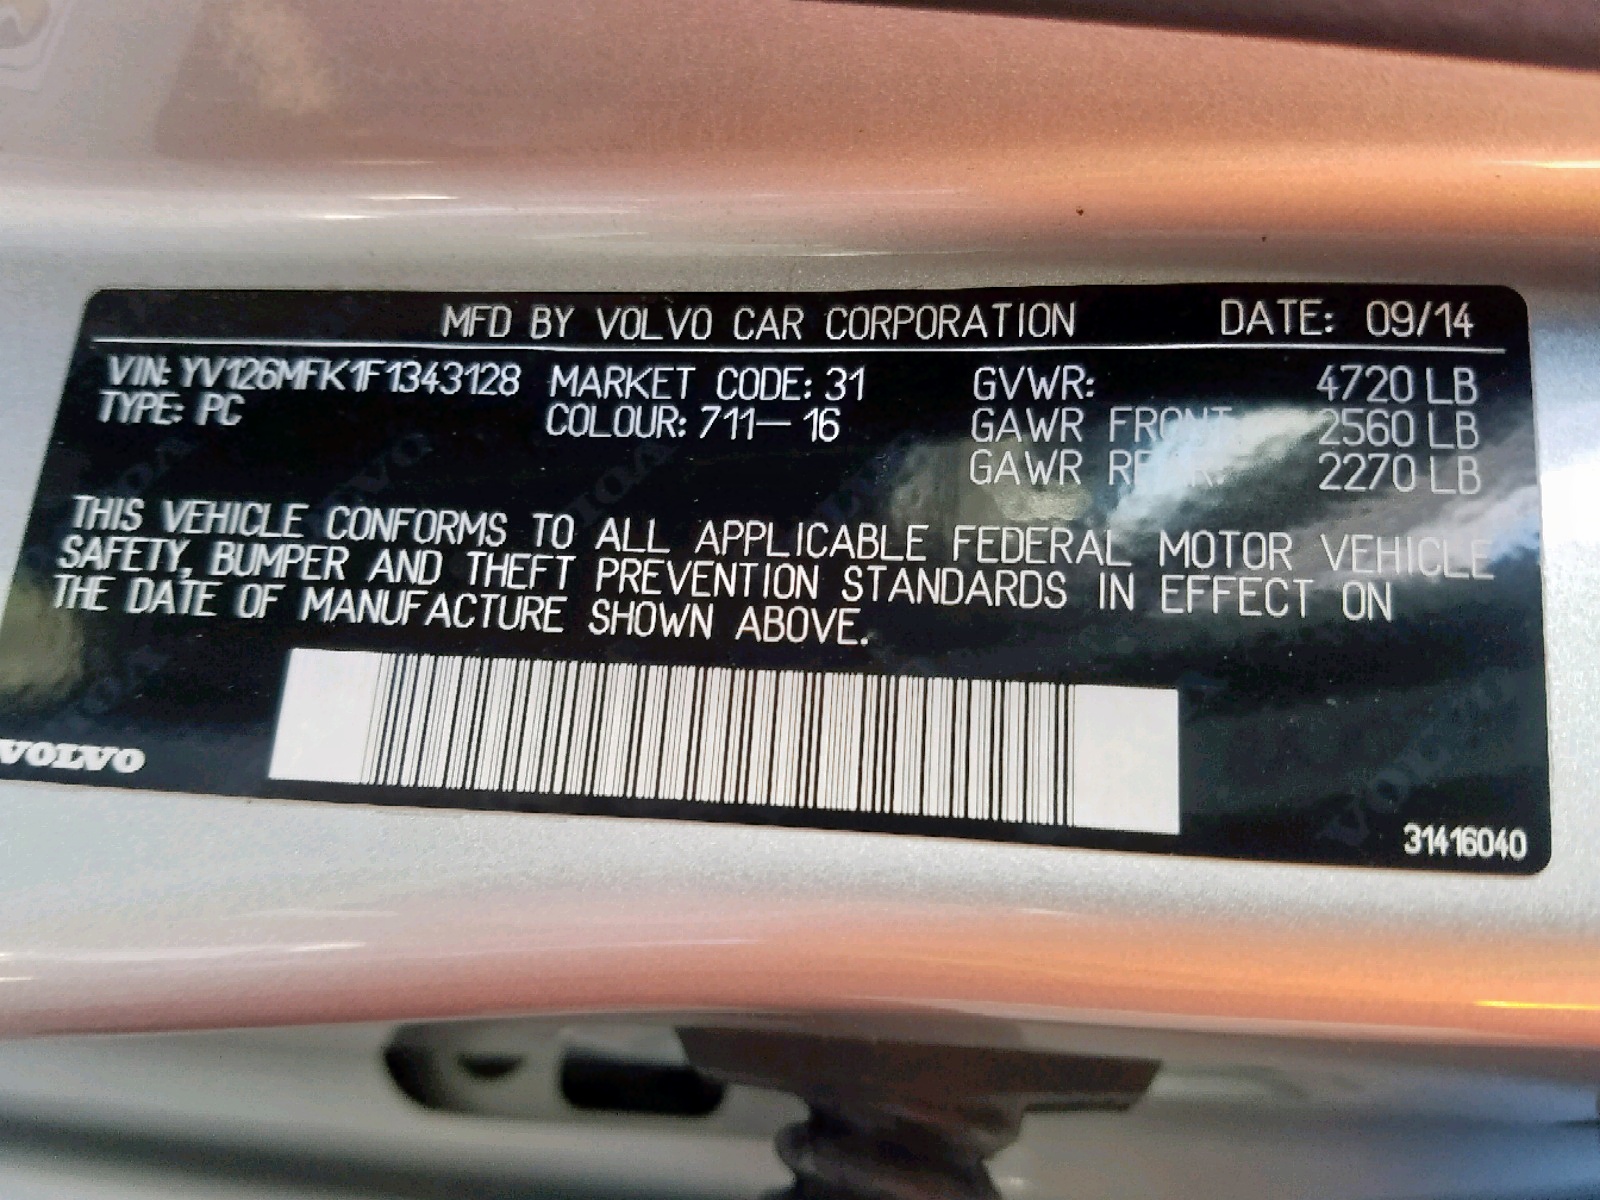 MFD BY VOLVO CAR CORPORATION DATE: 09/14
VIN: YV126MFK1F1343128 MARKET CODE: 31 GVWR: 4720 LB
TYPE: PC COLOUR: 711-16 GAWR FRONT: 2560 LB
GAWR REAR: 2270 LB
THIS VEHICLE CONFORMS TO ALL APPLICABLE FEDERAL MOTOR VEHICLE
SAFETY, BUMPER AND THEFT PREVENTION STANDARDS IN EFFECT ON
THE DATE OF MANUFACTURE SHOWN ABOVE.
VOLVO
31416040